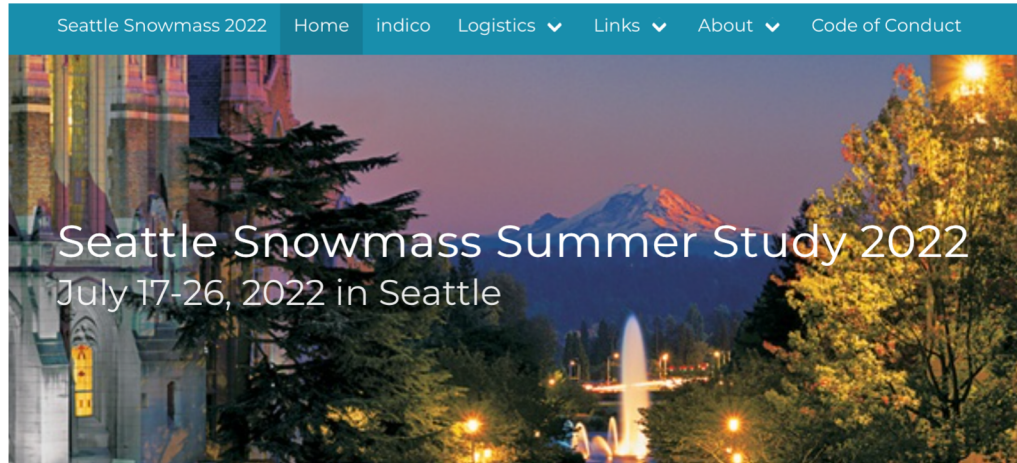 Seattle Snowmass 2022 Home indico Logistics Links About Code of Conduct
Seattle Snowmass Summer Study 2022
July 17-26, 2022 in Seattle